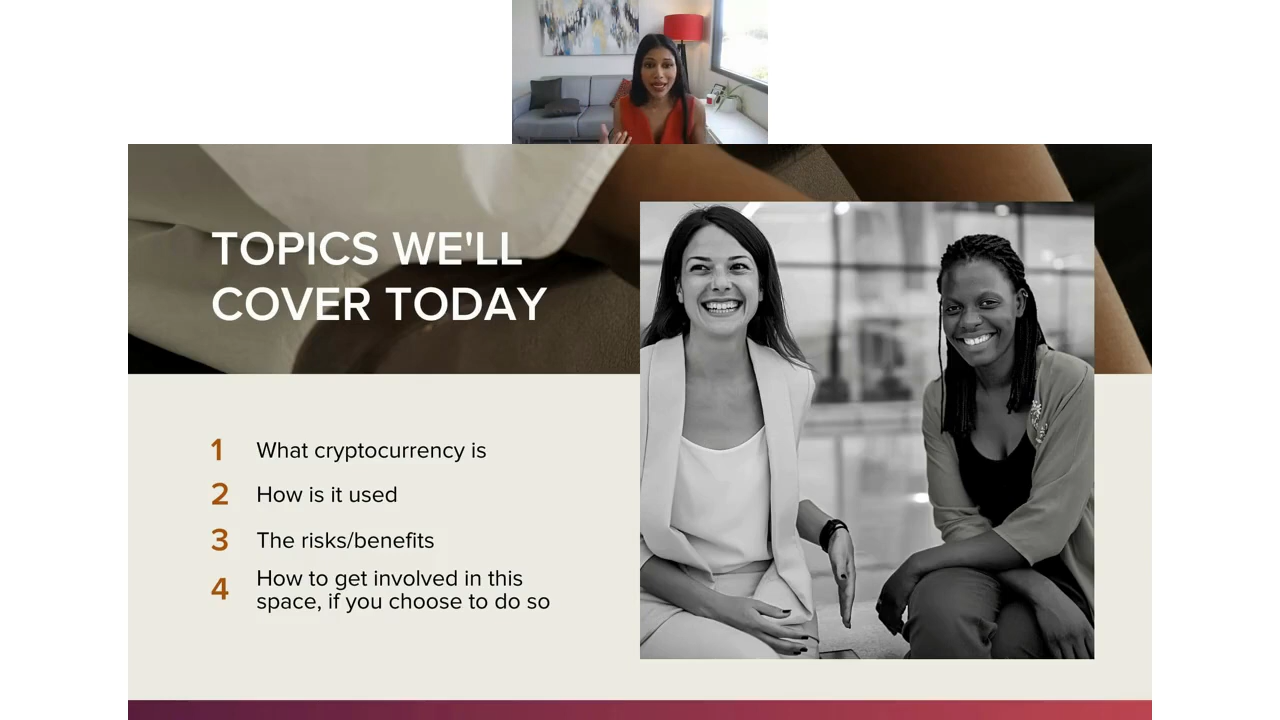 TOPICS WE'LL
COVER TODAY
1 What cryptocurrency is
2 How is it used
3 The risks/benefits
4 How to get involved in this
space, if you choose to do so